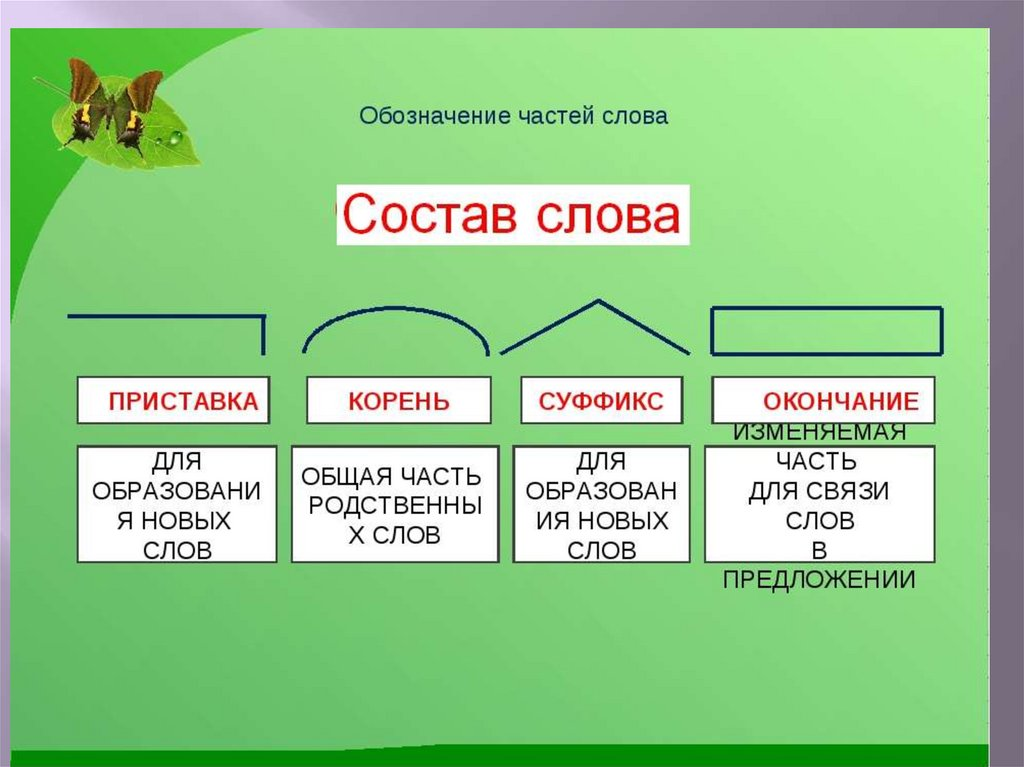 Обозначение частей слова
Состав слова
ПРИСТАВКА
КОРЕНЬ
СУФФИКС
ОКОНЧАНИЕ
ДЛЯ
ОБРАЗОВАНИ
Я НОВЫХ
СЛОВ
ОБЩАЯ ЧАСТЬ
РОДСТВЕННЫ
Х СЛОВ
ДЛЯ
ОБРАЗОВАН
ИЯ НОВЫХ
СЛОВ
ИЗМЕНЯЕМАЯ
ЧАСТЬ
ДЛЯ СВЯЗИ
СЛОВ
В
ПРЕДЛОЖЕНИИ